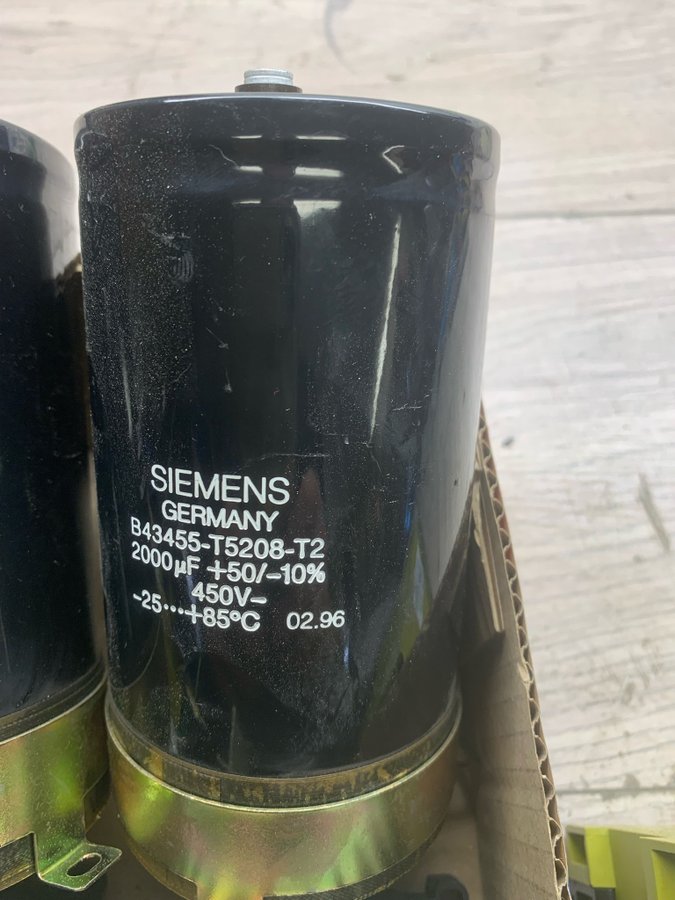 SIEMENS
GERMANY
B43455-T5208-T2
2000µF +50/-10%
450V-
-25...+85°C 02.96